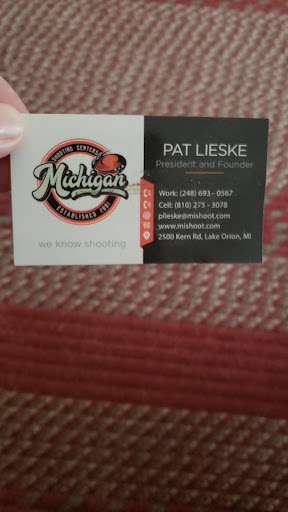 SHOOTING CENTERS
Michigan
ESTABLISHED 2001
we know shooting
PAT LIESKE
President and Founder
Work: (248) 693 - 0567
Cell: (810) 275 - 3078
plieske@mishoot.com
www.mishoot.com
2500 Kern Rd, Lake Orion, MI